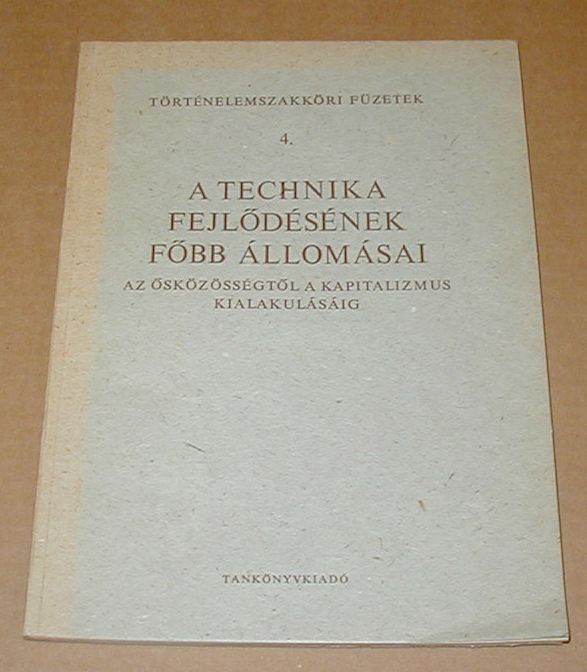 TÖRTÉNELEMSZAKKÖRI FÜZETEK
4.
A TECHNIKA
FEJLŐDÉSÉNEK
FŐBB ÁLLOMÁSAI
AZ ŐSKÖZÖSSÉGTŐL A KAPITALIZMUS
KIALAKULÁSÁIG
TANKÖNYVKIADÓ